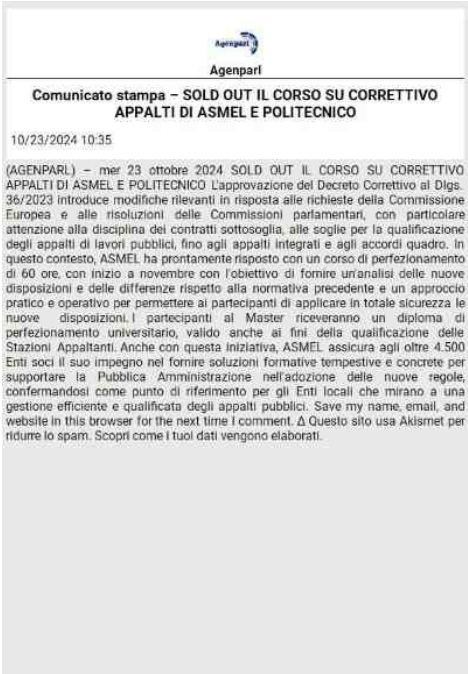 Agenparl
Agenparl
Comunicato stampa – SOLD OUT IL CORSO SU CORRETTIVO
APPALTI DI ASMEL E POLITECNICO
10/23/2024 10:35
(AGENPARL) – mer 23 ottobre 2024 SOLD OUT IL CORSO SU CORRETTIVO
APPALTI DI ASMEL E POLITECNICO L'approvazione del Decreto Correttivo al Dlgs.
36/2023 introduce modifiche rilevanti in risposta alle richieste della Commissione
Europea e alle risoluzioni delle Commissioni parlamentari, con particolare
attenzione alla disciplina dei contratti sottosoglia, alle soglie per la qualificazione
degli appalti di lavori pubblici, fino agli appalti integrati e agli accordi quadro. In
questo contesto, ASMEL ha prontamente risposto con un corso di perfezionamento
di 60 ore, con inizio a novembre con l'obiettivo di fornire un'analisi delle nuove
disposizioni e delle differenze rispetto alla normativa precedente e un approccio
pratico e operativo per permettere ai partecipanti di applicare in totale sicurezza le
nuove disposizioni. I partecipanti al Master riceveranno un diploma di
perfezionamento universitario, valido anche ai fini della qualificazione delle
Stazioni Appaltanti. Anche con questa iniziativa, ASMEL assicura agli oltre 4.500
Enti soci il suo impegno nel fornire soluzioni formative tempestive e concrete per
supportare la Pubblica Amministrazione nell'adozione delle nuove regole,
confermandosi come punto di riferimento per gli Enti locali che mirano a una
gestione efficiente e qualificata degli appalti pubblici. Save my name, email, and
website in this browser for the next time I comment. Δ Questo sito usa Akismet per
ridurre lo spam. Scopri come i tuoi dati vengono elaborati.